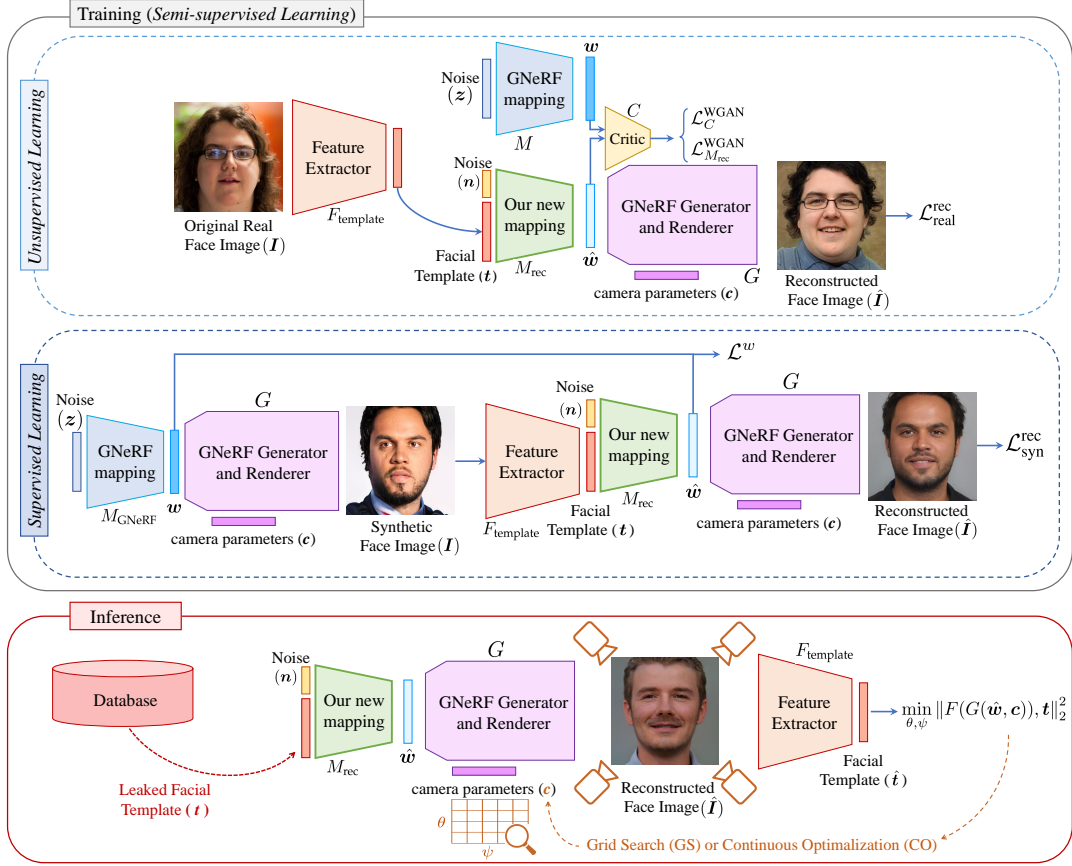 Training (Semi-supervised Learning)
Unsupervised Learning
Original Real
Face Image (I)
Feature
Extractor
F_template
Noise
(z)
GNeRF
mapping
M
w
C
Critic
L_C^WGAN
L_{M_rec}^WGAN
Noise
(n)
Facial
Template (t)
Our new
mapping
M_rec
ŵ
GNeRF Generator
and Renderer
G
camera parameters (c)
Reconstructed
Face Image (Î)
L_real^rec
Supervised Learning
L^w
Noise
(z)
GNeRF
mapping
M_GNeRF
w
G
GNeRF Generator
and Renderer
camera parameters (c)
Synthetic
Face Image (I)
Feature
Extractor
F_template
Noise
(n)
Facial
Template (t)
Our new
mapping
M_rec
ŵ
G
GNeRF Generator
and Renderer
camera parameters (c)
Reconstructed
Face Image (Î)
L_syn^rec
Inference
Database
Leaked Facial
Template (t)
Noise
(n)
Our new
mapping
M_rec
ŵ
G
GNeRF Generator
and Renderer
camera parameters (c)
θ
ψ
Reconstructed
Face Image (Î)
F_template
Feature
Extractor
Facial
Template (t̂)
min_{θ,ψ} ‖F(G(ŵ, c)), t‖_2^2
Grid Search (GS) or Continuous Optimalization (CO)